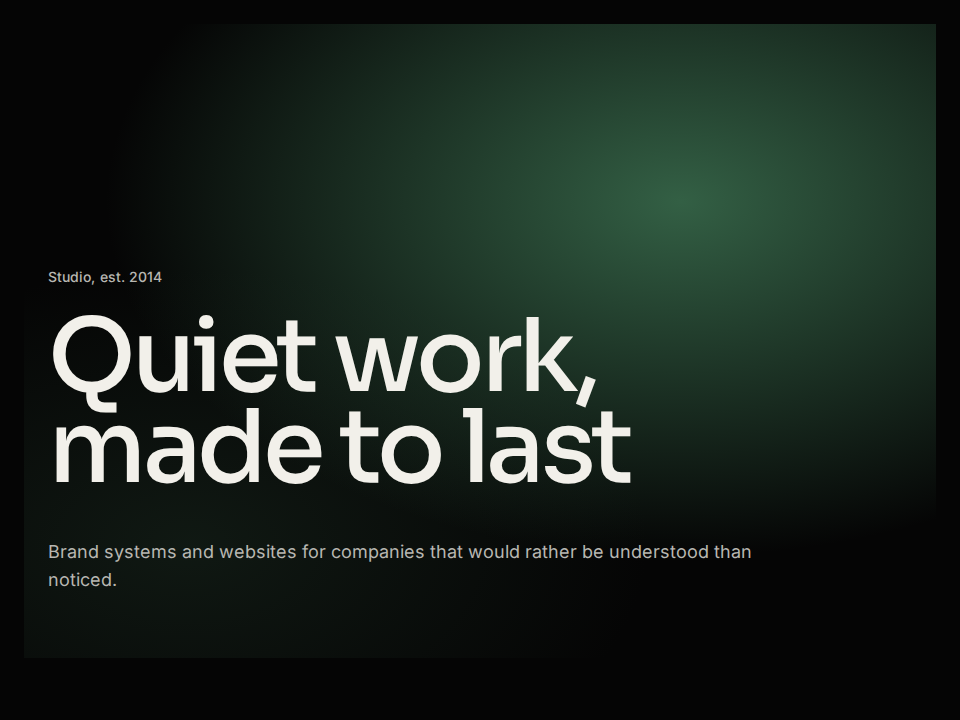 Studio, est. 2014
Quiet work,
made to last
Brand systems and websites for companies that would rather be understood than
noticed.